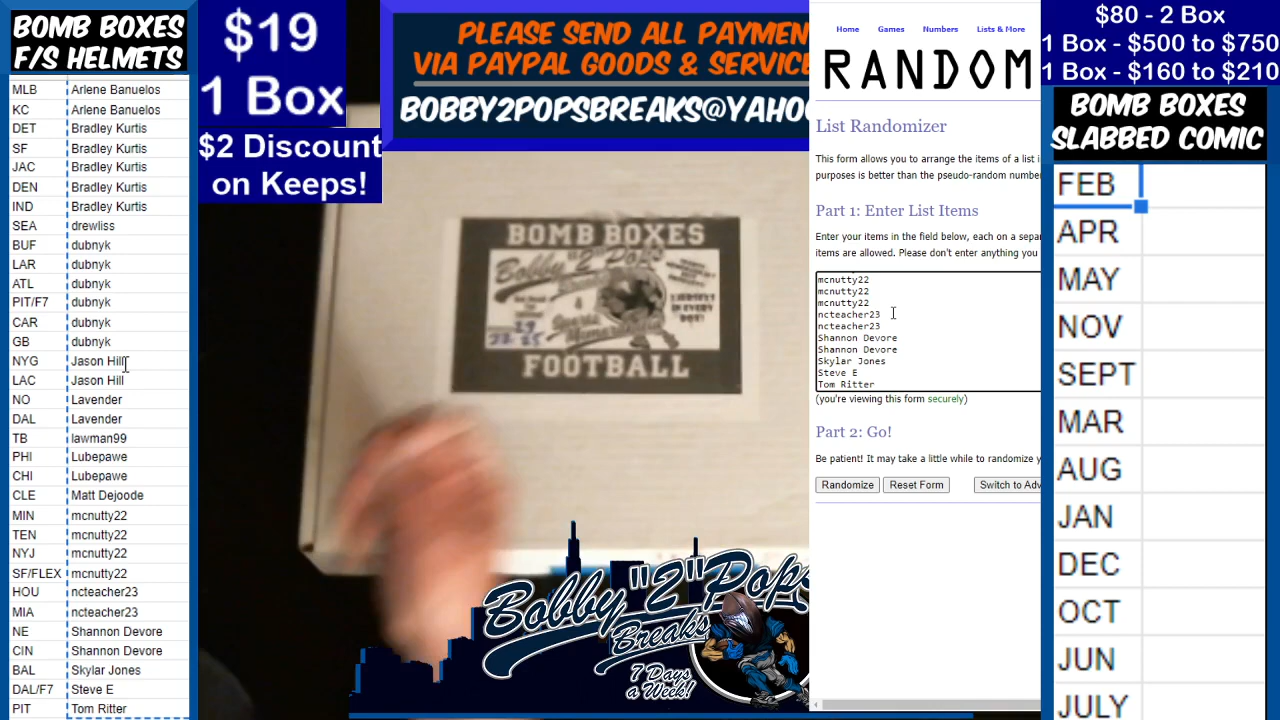 BOMB BOXES
F/S HELMETS
MLB Arlene Banuelos
KC Arlene Banuelos
DET Bradley Kurtis
SF Bradley Kurtis
JAC Bradley Kurtis
DEN Bradley Kurtis
IND Bradley Kurtis
SEA drewliss
BUF dubnyk
LAR dubnyk
ATL dubnyk
PIT/F7 dubnyk
CAR dubnyk
GB dubnyk
NYG Jason Hill
LAC Jason Hill
NO Lavender
DAL Lavender
TB lawman99
PHI Lubepawe
CHI Lubepawe
CLE Matt Dejoode
MIN mcnutty22
TEN mcnutty22
NYJ mcnutty22
SF/FLEX mcnutty22
HOU ncteacher23
MIA ncteacher23
NE Shannon Devore
CIN Shannon Devore
BAL Skylar Jones
DAL/F7 Steve E
PIT Tom Ritter
$19
1 Box
$2 Discount
on Keeps!
PLEASE SEND ALL PAYMEN
VIA PAYPAL GOODS & SERVICE
BOBBY2POPSBREAKS@YAHO
BOMB BOXES
Bobby "2" Pops
FOOTBALL
Bobby "2" Pops
Breaks
7 Days
a Week!
Home Games Numbers Lists & More
RANDOM
List Randomizer
This form allows you to arrange the items of a list i
purposes is better than the pseudo-random numbe
Part 1: Enter List Items
Enter your items in the field below, each on a sepa
items are allowed. Please don't enter anything you
mcnutty22
mcnutty22
mcnutty22
ncteacher23
ncteacher23
Shannon Devore
Shannon Devore
Skylar Jones
Steve E
Tom Ritter
(you're viewing this form securely)
Part 2: Go!
Be patient! It may take a little while to randomize y
Randomize Reset Form Switch to Adv
$80 - 2 Box
1 Box - $500 to $750
1 Box - $160 to $210
BOMB BOXES
SLABBED COMIC
FEB
APR
MAY
NOV
SEPT
MAR
AUG
JAN
DEC
OCT
JUN
JULY